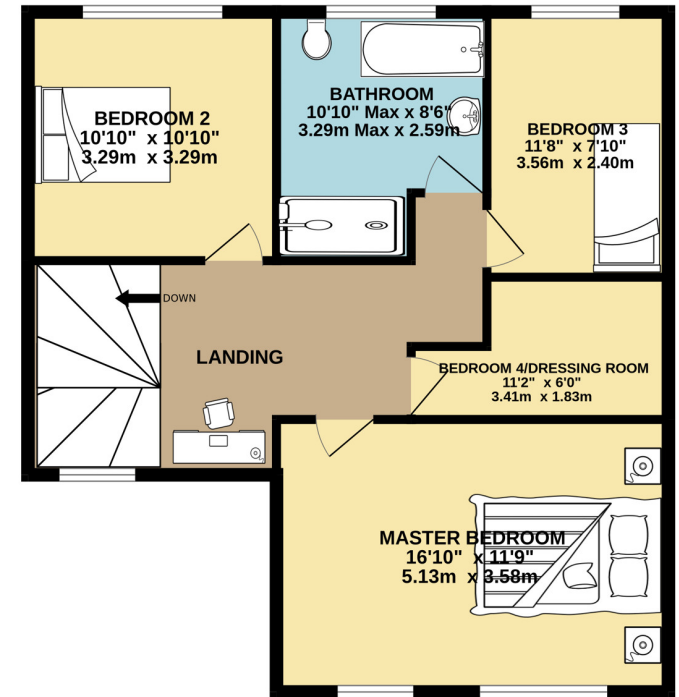 BEDROOM 2
10'10" x 10'10"
3.29m x 3.29m
BATHROOM
10'10" Max x 8'6"
3.29m Max x 2.59m
BEDROOM 3
11'8" x 7'10"
3.56m x 2.40m
DOWN
LANDING
BEDROOM 4/DRESSING ROOM
11'2" x 6'0"
3.41m x 1.83m
MASTER BEDROOM
16'10" x 11'9"
5.13m x 3.58m